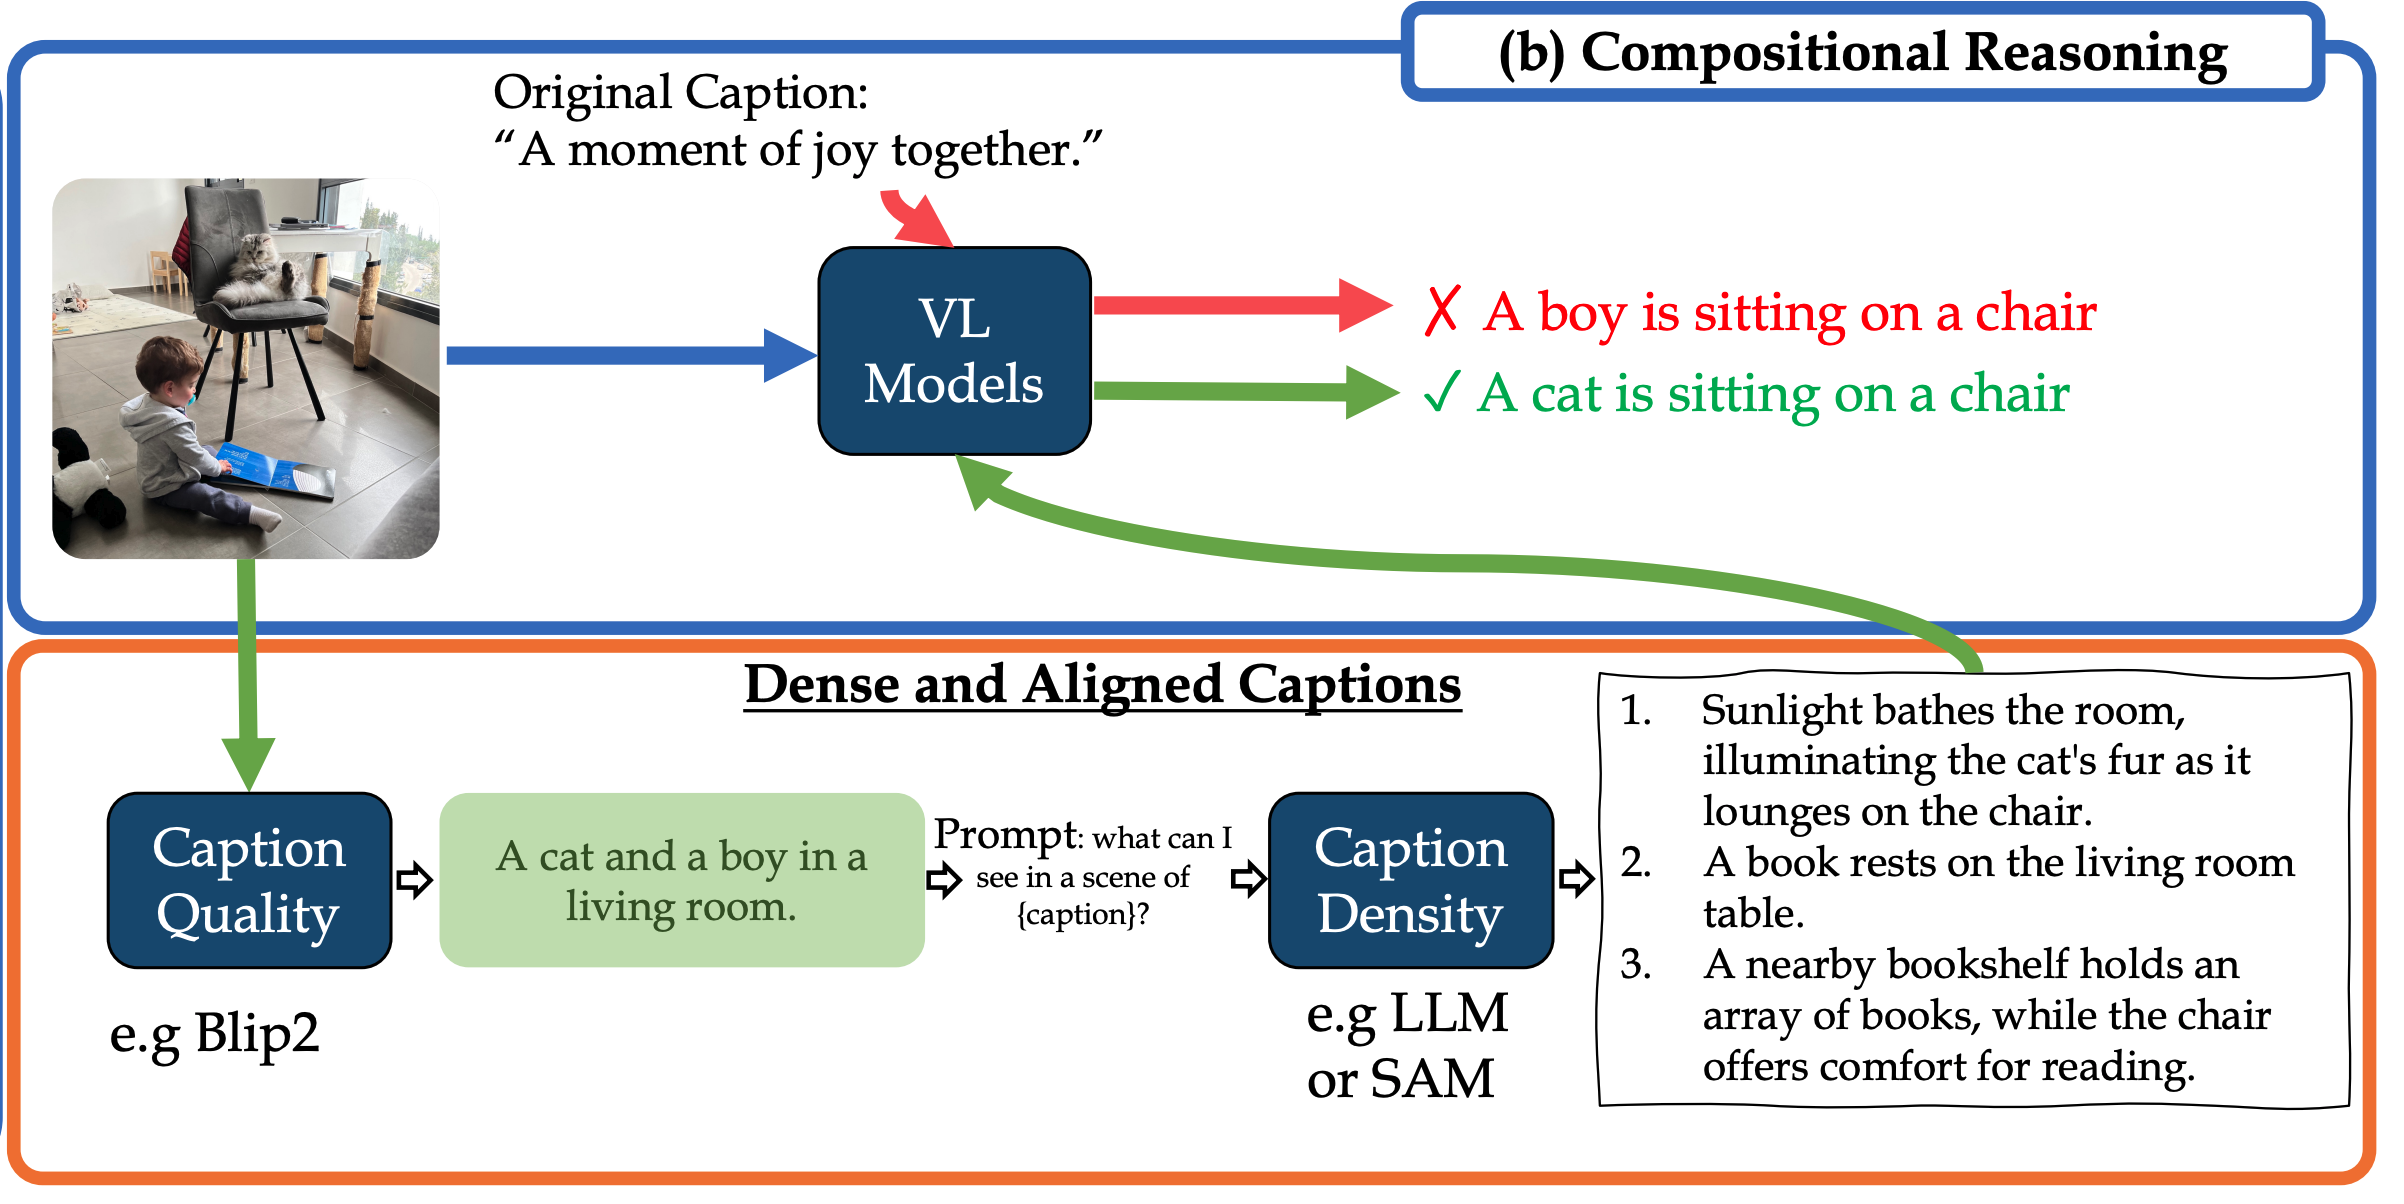 (b) Compositional Reasoning
Original Caption:
“A moment of joy together.”
VL
Models
✗ A boy is sitting on a chair
✓ A cat is sitting on a chair
Dense and Aligned Captions
Caption
Quality
e.g Blip2
A cat and a boy in a
living room.
Prompt: what can I
see in a scene of
{caption}?
Caption
Density
e.g LLM
or SAM
1. Sunlight bathes the room,
illuminating the cat's fur as it
lounges on the chair.
2. A book rests on the living room
table.
3. A nearby bookshelf holds an
array of books, while the chair
offers comfort for reading.